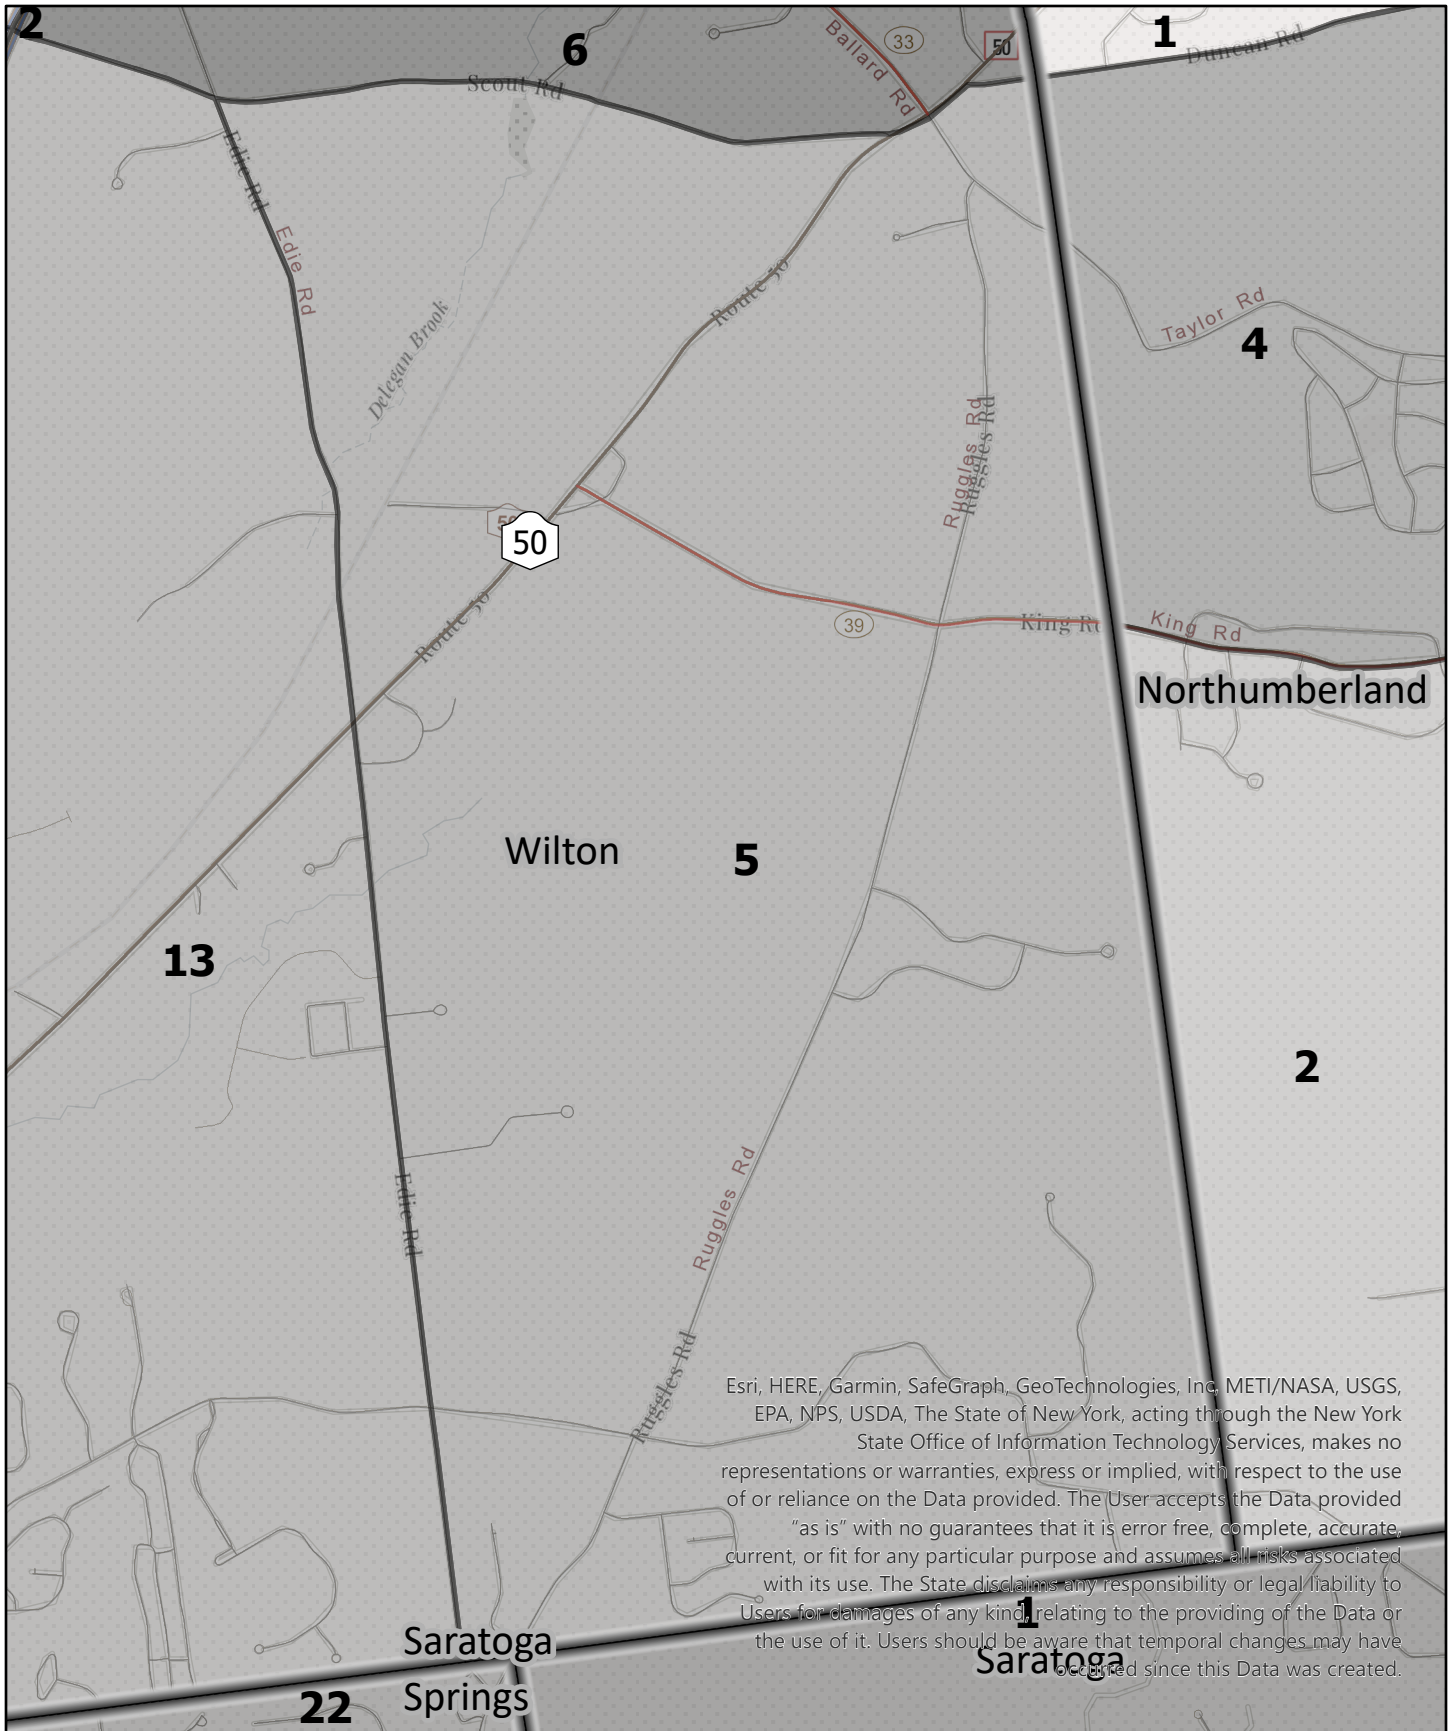 2
6
1
33
50
Ballard Rd
Duncan Rd
Scout Rd
Edie Rd
Edie Rd
Delegan Brook
Route 50
Taylor Rd
4
Ruggles Rd
Ruggles Rd
50
50
Route 50
39
King Rd
King Rd
Northumberland
Wilton
5
13
2
Edie Rd
Ruggles Rd
Ruggles Rd
Esri, HERE, Garmin, SafeGraph, GeoTechnologies, Inc, METI/NASA, USGS,
EPA, NPS, USDA, The State of New York, acting through the New York
State Office of Information Technology Services, makes no
representations or warranties, express or implied, with respect to the use
of or reliance on the Data provided. The User accepts the Data provided
“as is” with no guarantees that it is error free, complete, accurate,
current, or fit for any particular purpose and assumes all risks associated
with its use. The State disclaims any responsibility or legal liability to
Users for damages of any kind, relating to the providing of the Data or
the use of it. Users should be aware that temporal changes may have
occurred since this Data was created.
1
Saratoga
Saratoga
Springs
22